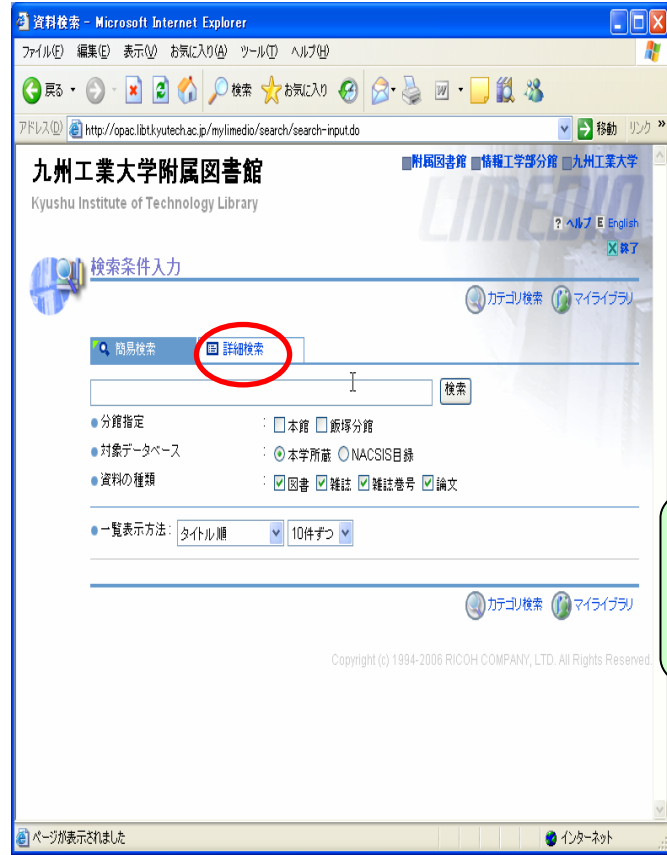 資料検索 - Microsoft Internet Explorer
ファイル(F) 編集(E) 表示(V) お気に入り(A) ツール(T) ヘルプ(H)
戻る 検索 お気に入り
アドレス(D) http://opac.libt.kyutech.ac.jp/mylimedio/search/search-input.do 移動 リンク »
九州工業大学附属図書館
Kyushu Institute of Technology Library
附属図書館 情報工学部分館 九州工業大学
LIMEDIO
? ヘルプ E English
X 終了
検索条件入力
カテゴリ検索 マイライブラリ
簡易検索 詳細検索
検索
分館指定 : 本館 飯塚分館
対象データベース : 本学所蔵 NACSIS目録
資料の種類 : 図書 雑誌 雑誌巻号 論文
一覧表示方法: タイトル順 10件ずつ
カテゴリ検索 マイライブラリ
Copyright (c) 1994-2006 RICOH COMPANY, LTD. All Rights Reserved.
ページが表示されました インターネット